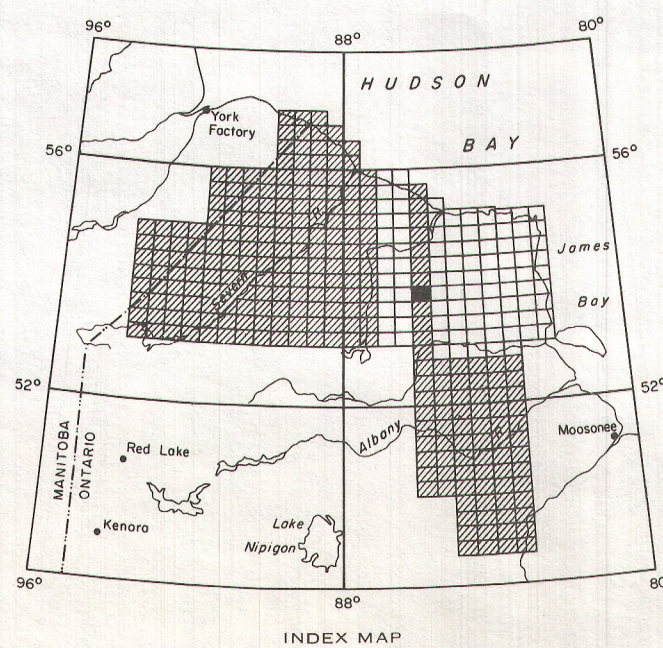 96°
88°
80°
HUDSON
BAY
York
Factory
56°
56°
James
Bay
Severn
R.
52°
52°
MANITOBA
ONTARIO
Red Lake
Albany
R.
Moosonee
Kenora
Lake
Nipigon
96°
88°
80
INDEX MAP